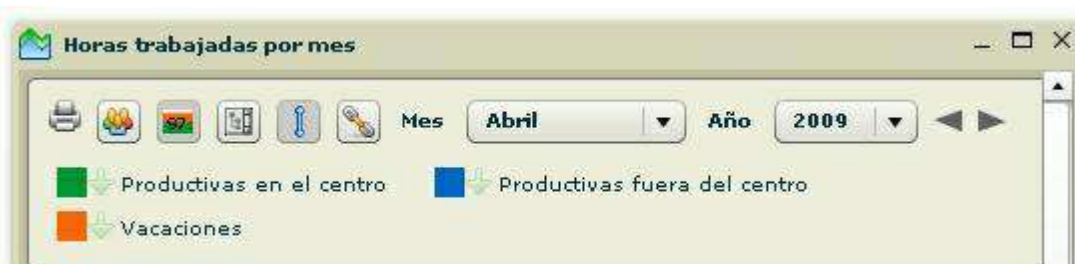 Horas trabajadas por mes
Mes Abril Año 2009
Productivas en el centro Productivas fuera del centro
Vacaciones